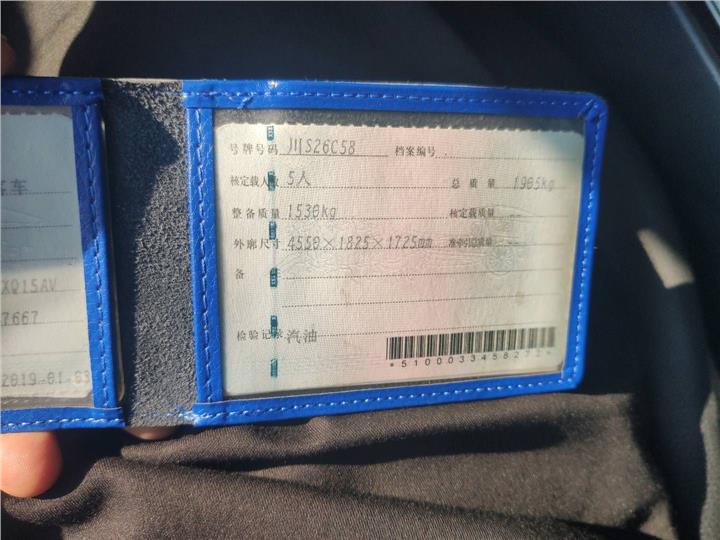 客车
XQ15AV
7667
2019-01-03
号牌号码 川S26C58 档案编号
核定载人数 5人 总质量 1905kg
整备质量 1530kg 核定载质量 --
外廓尺寸 4550×1825×1725mm 准牵引总质量 --
备
检验记录 汽油